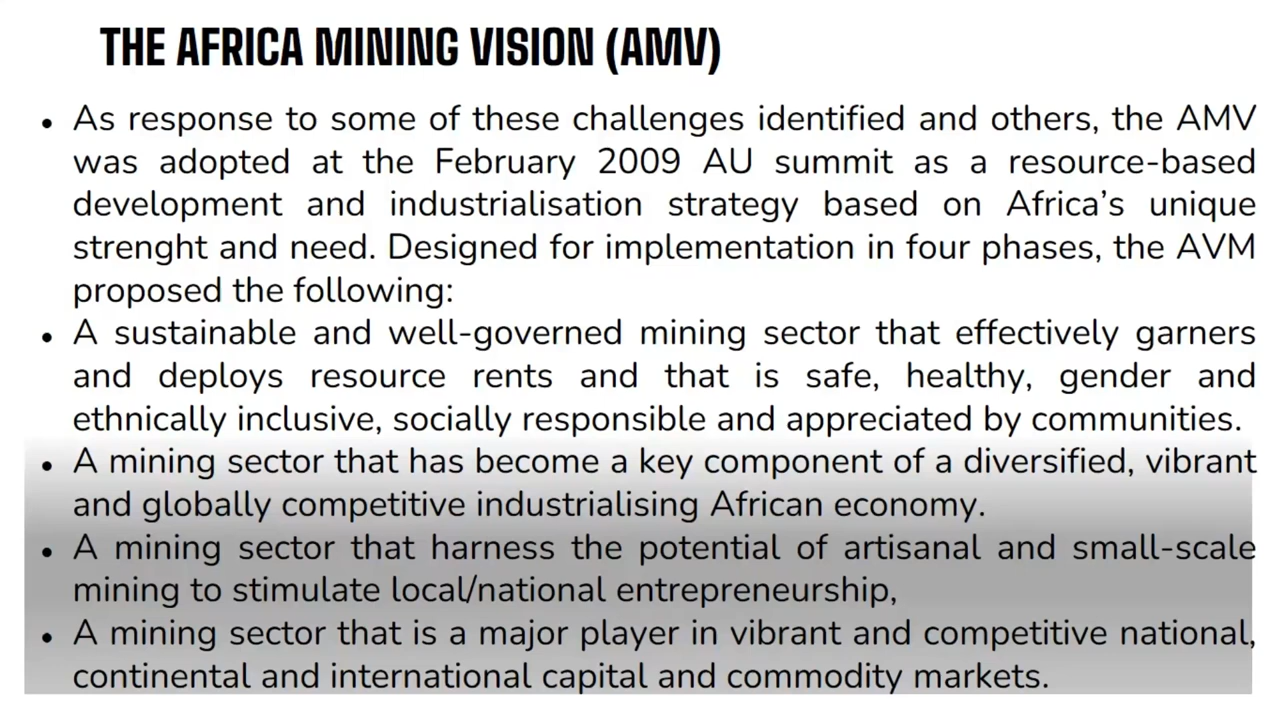 THE AFRICA MINING VISION (AMV)
• As response to some of these challenges identified and others, the AMV
was adopted at the February 2009 AU summit as a resource-based
development and industrialisation strategy based on Africa’s unique
strenght and need. Designed for implementation in four phases, the AVM
proposed the following:
• A sustainable and well-governed mining sector that effectively garners
and deploys resource rents and that is safe, healthy, gender and
ethnically inclusive, socially responsible and appreciated by communities.
• A mining sector that has become a key component of a diversified, vibrant
and globally competitive industrialising African economy.
• A mining sector that harness the potential of artisanal and small-scale
mining to stimulate local/national entrepreneurship,
• A mining sector that is a major player in vibrant and competitive national,
continental and international capital and commodity markets.